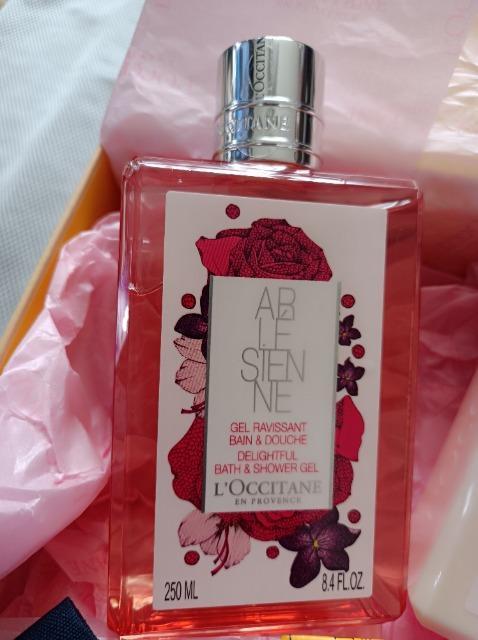 L'OCCITANE
AR
LÉ
SIEN
NE
GEL RAVISSANT
BAIN & DOUCHE
DELIGHTFUL
BATH & SHOWER GEL
L'OCCITANE
EN PROVENCE
250 ML
8.4 FL.OZ.